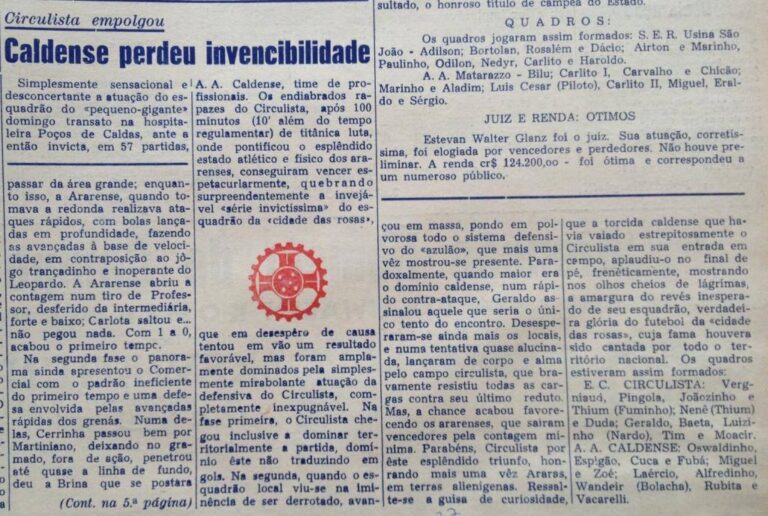 Circulista empolgou
Caldense perdeu invencibilidade
Simplesmente sensacional e
desconcertante a atuação do es-
quadrão do «pequeno-gigante»
domingo transato na hospita-
leira Poços de Caldas, ante a
então invicta, em 57 partidas,
A. A. Caldense, time de pro-
fissionais. Os endiabrados ra-
pazes do Circulista, após 100
minutos (10' além do tempo
regulamentar) de titânica luta,
onde pontificou o esplêndido
estado atlético e físico dos ara-
renses, conseguiram vencer es-
petacularmente, quebrando
surpreendentemente a invejá-
vel «série invictíssima» do es-
quadrão da «cidade das rosas»,
que em desespêro de causa
tentou em vão um resultado
favorável, mas foram ampla-
mente dominados pela simples-
mente mirabolante atuação da
defensiva do Circulista, com-
pletamente inexpugnável. Na
fase primeira, o Circulista che-
gou inclusive a dominar ter-
ritorialmente a partida, domí-
nio êste não traduzindo em
gols. Na segunda, quando o es-
quadrão local viu-se na imi-
nência de ser derrotado, avan-
çou em massa, pondo em pol-
vorosa todo o sistema defensi-
vo do «azulão», que mais uma
vêz mostrou-se presente. Para-
doxalmente, quando maior era
o domínio caldense, num rápi-
do contra-ataque, Geraldo as-
sinalou aquele que seria o úni-
co tento do encontro. Desespe-
raram-se ainda mais os locais,
e numa tentativa quase alucina-
da, lançaram de corpo e alma
pelo campo circulista, que bra-
vamente resistiu todas as car-
gas contra seu último reduto.
Mas, a chance acabou favore-
cendo os ararenses, que sairam
vencedores pela contagem mí-
nima. Parabéns, Circulista por
êste esplêndido triunfo, hon-
rando mais uma vêz Araras,
em terras alienígenas. Ressal-
te-se a guisa de curiosidade,
que a torcida caldense que ha-
via vaiado estrepitosamente o
Circulista em sua entrada em
campo, aplaudiu-o no final de
pé, frenéticamente, mostrando
nos olhos cheios de lágrimas,
a amargura do revés inespera-
do de seu esquadrão, verdadei-
ra glória do futebol da «cidade
das rosas», cuja fama houvera
sido cantada por todo o ter-
ritório nacional. Os quadros
estiveram assim formados:
E. C. CIRCULISTA: Verg-
niaud, Pingola, Joãozinho e
Thium (Fuminho); Nenê (Thium)
e Duda; Geraldo, Baeta, Luizi-
nho (Nardo), Tim e Moacir.
A. A. CALDENSE: Oswaldinho,
Espigão, Cuca e Fubá; Miguel
e Zoé; Laércio, Alfredinho,
Wandeir (Bolacha), Rubita e
Vacarelli.
passar da área grande; enquan-
to isso, a Ararense, quando to-
mava a redonda realizava ata-
ques rápidos, com bolas lança-
das em profundidade, fazendo
as avançadas à base de veloci-
dade, em contraposição ao jô-
go trançadinho e inoperante do
Leopardo. A Ararense abriu a
contagem num tiro de Profes-
sor, desferido da intermediária,
forte e baixo; Carlota saltou e..
não pegou nada. Com 1 a 0,
acabou o primeiro tempc.
Na segunda fase o panora-
ma ainda apresentou o Comer-
cial com o padrão ineficiente
do primeiro tempo e uma defe-
sa envolvida pelas avançadas
rápidas dos grenás. Numa de-
las, Cerrinha passou bem por
Martiniano, deixando no gra-
mado, fora de ação, penetrou
até quase a linha de fundo,
deu a Brina que se postara
(Cont. na 5.ª página)
sultado, o honroso título de campeã do Estado.
QUADROS:
Os quadros jogaram assim formados: S. E. R. Usina São
João - Adilson; Bortolan, Rosalém e Dácio; Airton e Marinho,
Paulinho, Odilon, Nedyr, Carlito e Haroldo.
A. A. Matarazzo - Bilu; Carlito I, Carvalho e Chicão;
Marinho e Aladim; Luis Cesar (Piloto), Carlito II, Miguel, Eral-
do e Sérgio.
JUIZ E RENDA: OTIMOS
Estevan Walter Glanz foi o juiz. Sua atuação, corretís-
sima, foi elogiada por vencedores e perdedores. Não houve pre-
liminar. A renda cr$ 124.200,oo - foi ótima e correspondeu a
um numeroso público.